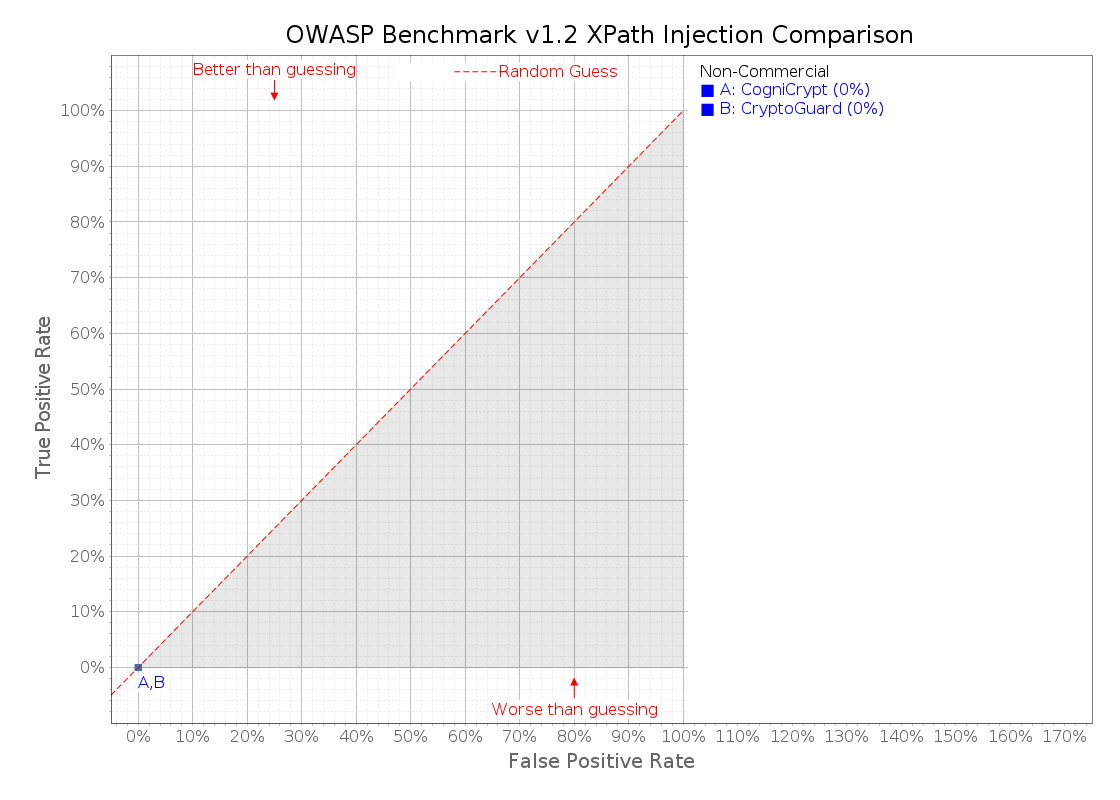 OWASP Benchmark v1.2 XPath Injection Comparison
Better than guessing
Random Guess
Non-Commercial
A: CogniCrypt (0%)
B: CryptoGuard (0%)
100%
90%
80%
70%
60%
50%
40%
30%
20%
10%
0%
True Positive Rate
A,B
Worse than guessing
0% 10% 20% 30% 40% 50% 60% 70% 80% 90% 100% 110% 120% 130% 140% 150% 160% 170%
False Positive Rate